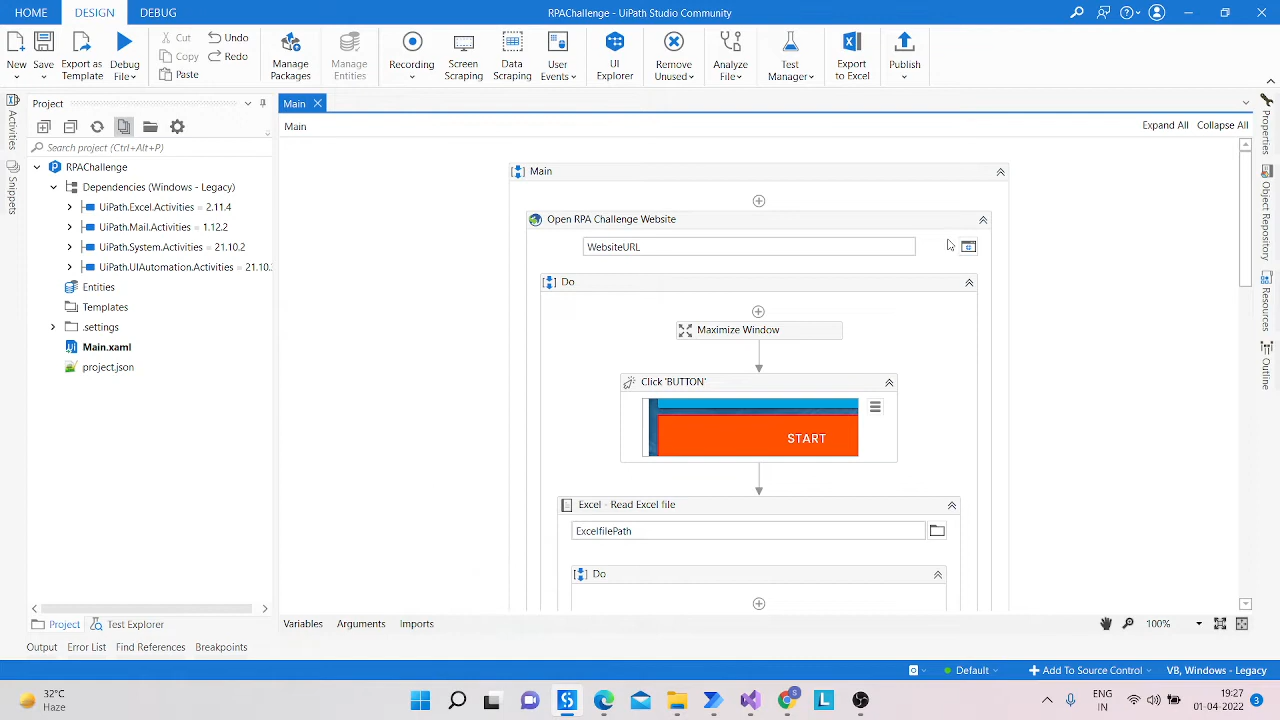 HOME DESIGN DEBUG RPAChallenge - UiPath Studio Community
New Save Export as Template Debug File Cut Copy Paste Undo Redo Manage Packages Manage Entities Recording Screen Scraping Data Scraping User Events UI Explorer Remove Unused Analyze File Test Manager Export to Excel Publish
Project
Main
Activities
Snippets
Search project (Ctrl+Alt+P)
RPAChallenge
Dependencies (Windows - Legacy)
UiPath.Excel.Activities = 2.11.4
UiPath.Mail.Activities = 1.12.2
UiPath.System.Activities = 21.10.2
UiPath.UIAutomation.Activities = 21.10.
Entities
Templates
.settings
Main.xaml
project.json
Project Test Explorer
Main
Expand All Collapse All
Main
Open RPA Challenge Website
WebsiteURL
Do
Maximize Window
Click 'BUTTON'
START
Excel - Read Excel file
ExcelfilePath
Do
Properties
Object Repository
Resources
Outline
Variables Arguments Imports 100%
Output Error List Find References Breakpoints
Default Add To Source Control VB, Windows - Legacy
32°C
Haze
ENG
IN
19:27
01-04-2022
3